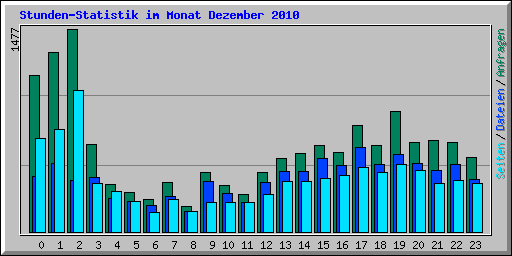 Stunden-Statistik im Monat Dezember 2010
1477
Seiten/Dateien/Anfragen
0 1 2 3 4 5 6 7 8 9 10 11 12 13 14 15 16 17 18 19 20 21 22 23